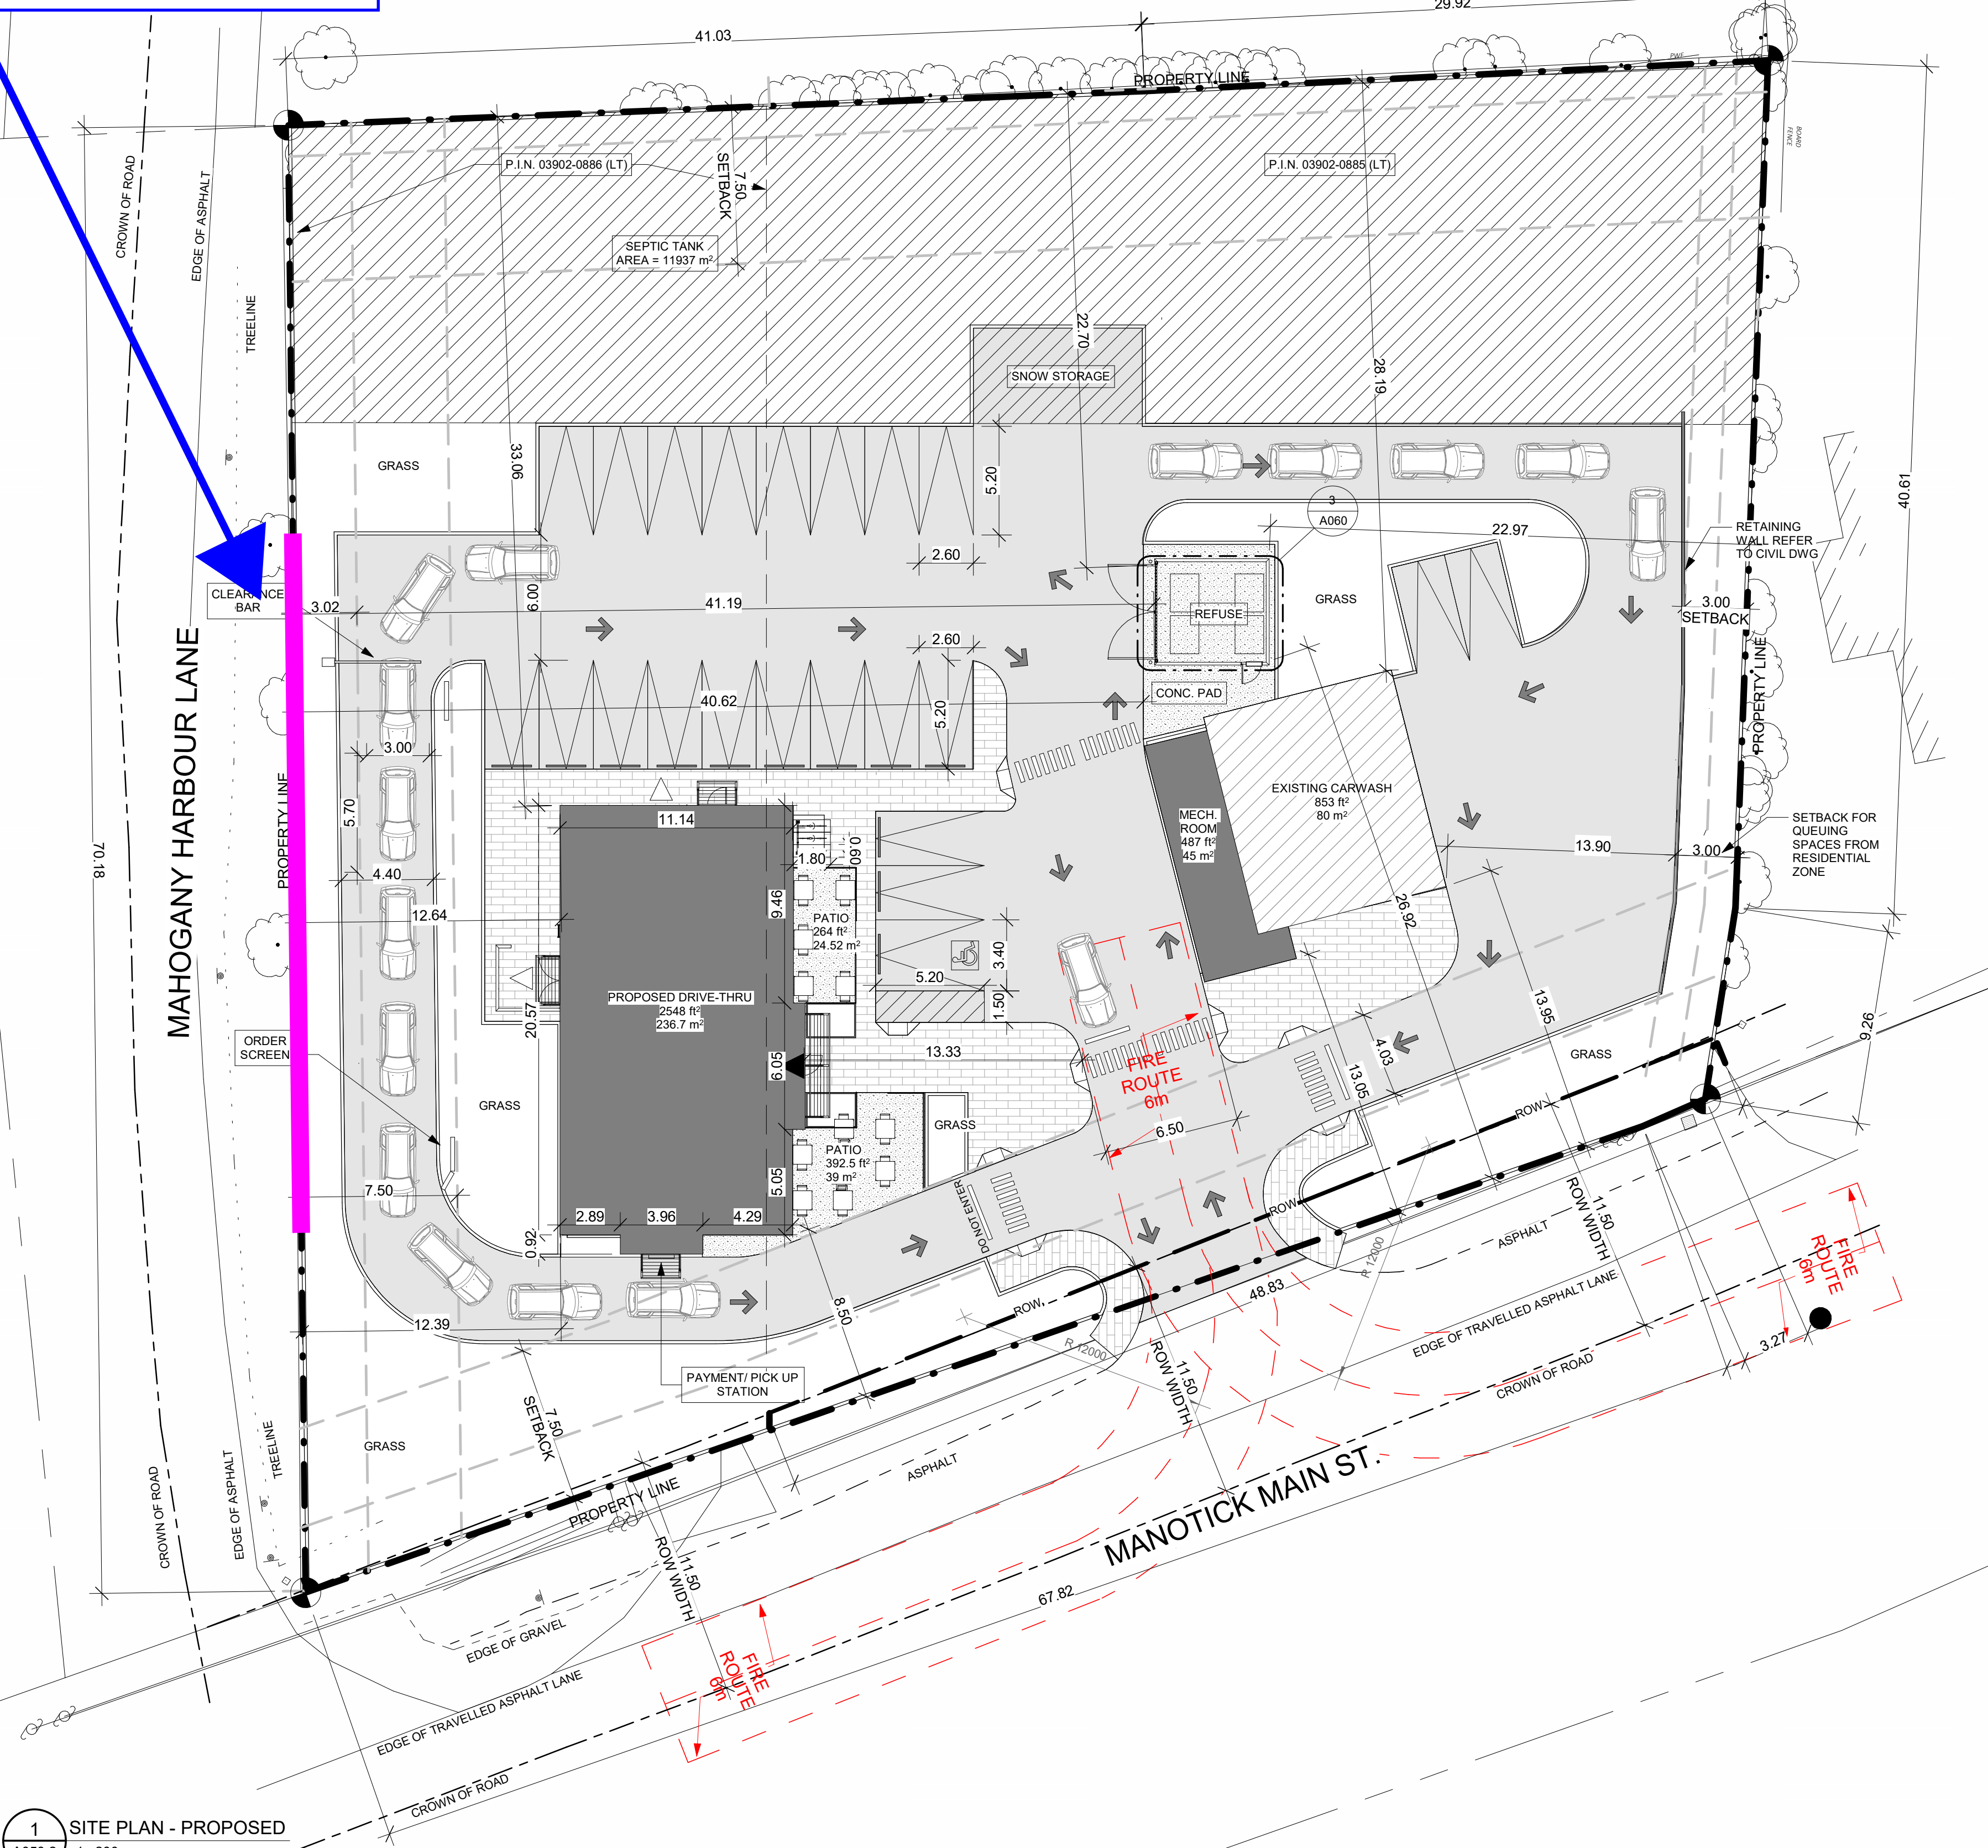 29.92
41.03
PROPERTY LINE
PWF
BOARD
FENCE
CROWN OF ROAD
EDGE OF ASPHALT
TREELINE
P.I.N. 03902-0886 (LT)
7.50
SETBACK
P.I.N. 03902-0885 (LT)
SEPTIC TANK
AREA = 11937 m²
22.70
SNOW STORAGE
28.19
GRASS
33.06
5.20
3
A060
22.97
40.61
RETAINING
WALL REFER
TO CIVIL DWG
2.60
CLEARANCE
BAR
3.02
6.00
41.19
REFUSE
GRASS
3.00
SETBACK
2.60
PROPERTY LINE
MAHOGANY HARBOUR LANE
40.62
5.20
CONC. PAD
3.00
PROPERTY LINE
5.70
70.18
EXISTING CARWASH
853 ft²
80 m²
MECH.
ROOM
487 ft²
45 m²
11.14
1.80
0.60
SETBACK FOR
QUEUING
SPACES FROM
RESIDENTIAL
ZONE
13.90
3.00
4.40
12.64
9.46
PATIO
264 ft²
24.52 m²
26.92
3.40
5.20
1.50
PROPOSED DRIVE-THRU
2548 ft²
236.7 m²
20.57
13.95
9.26
ORDER
SCREEN
6.05
13.33
FIRE
ROUTE
6m
4.03
13.05
GRASS
GRASS
GRASS
6.50
ROW
PATIO
392.5 ft²
39 m²
5.05
7.50
2.89
3.96
4.29
0.92
DO NOT ENTER
ROW
11.50
ROW WIDTH
ASPHALT
R 12000
FIRE
ROUTE
6m
12.39
8.50
ROW
48.83
R 12000
EDGE OF TRAVELLED ASPHALT LANE
3.27
CROWN OF ROAD
11.50
ROW WIDTH
PAYMENT/ PICK UP
STATION
7.50
SETBACK
GRASS
TREELINE
EDGE OF ASPHALT
CROWN OF ROAD
PROPERTY LINE
ASPHALT
MANOTICK MAIN ST.
11.50
ROW WIDTH
67.82
EDGE OF GRAVEL
FIRE
ROUTE
6m
EDGE OF TRAVELLED ASPHALT LANE
CROWN OF ROAD
1
SITE PLAN - PROPOSED